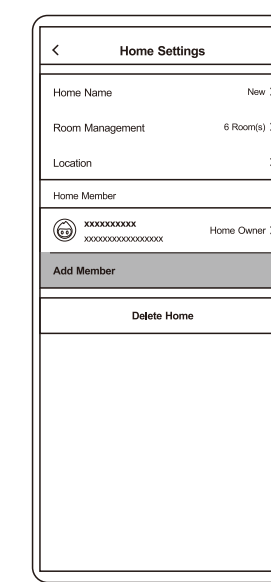 Home Settings
Home Name New
Room Management 6 Room(s)
Location
Home Member
xxxxxxxxxx
xxxxxxxxxxxxxxxxx Home Owner
Add Member
Delete Home